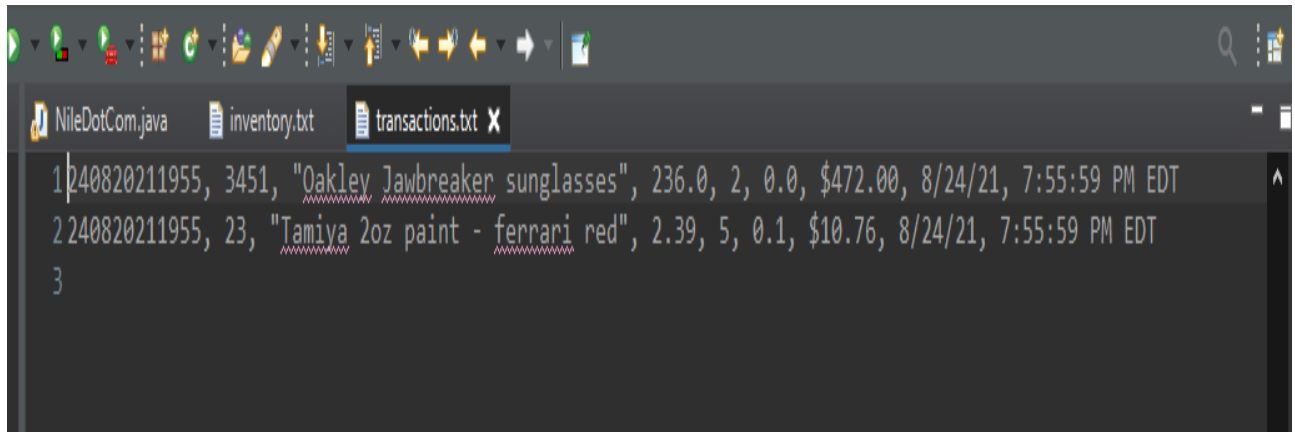 NileDotCom.java inventory.txt transactions.txt
1 240820211955, 3451, "Oakley Jawbreaker sunglasses", 236.0, 2, 0.0, $472.00, 8/24/21, 7:55:59 PM EDT
2 240820211955, 23, "Tamiya 2oz paint - ferrari red", 2.39, 5, 0.1, $10.76, 8/24/21, 7:55:59 PM EDT
3